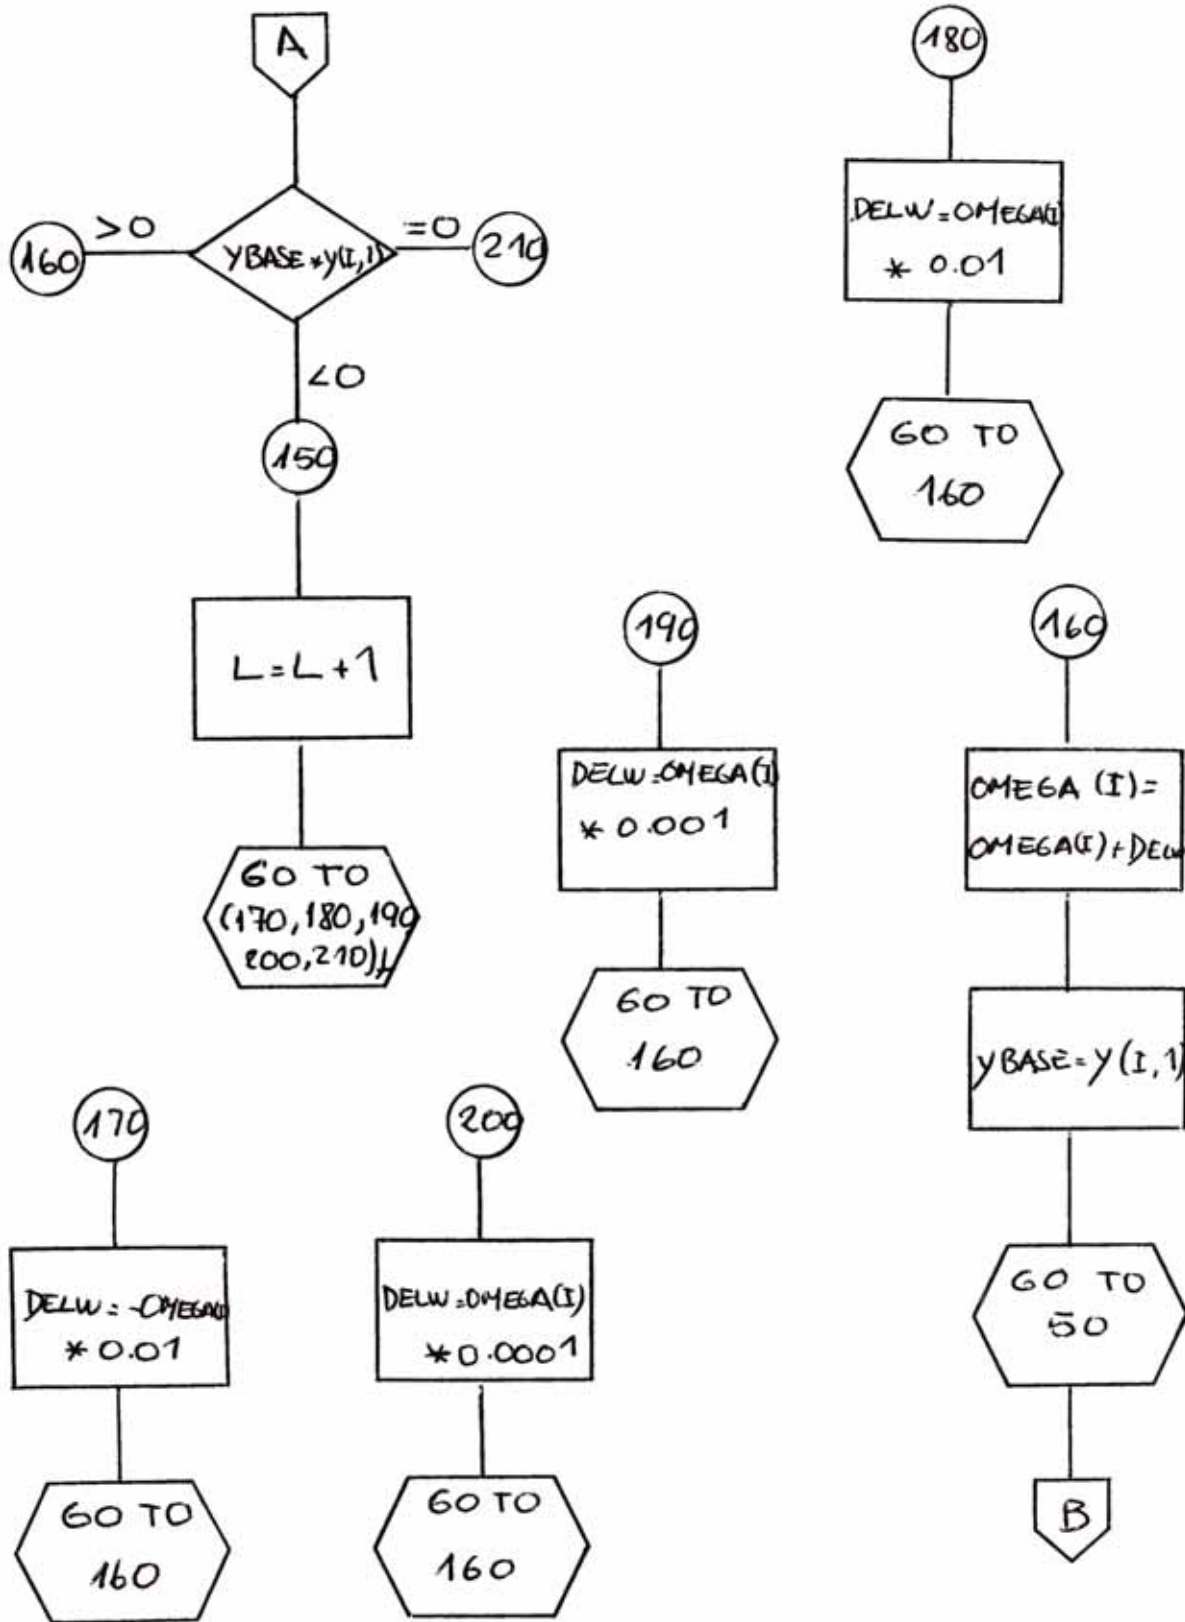 A
>0
160
YBASE*Y(I,1)
=0
210
<0
150
L=L+1
GO TO
(170,180,190
200,210),L
180
DELW=OMEGA(I)
* 0.01
GO TO
160
190
DELW=OMEGA(I)
* 0.001
GO TO
160
160
OMEGA (I)=
OMEGA(I)+DELW
YBASE=Y(I,1)
GO TO
50
B
170
DELW=-OMEGA(I)
* 0.01
GO TO
160
200
DELW=OMEGA(I)
*0.0001
GO TO
160